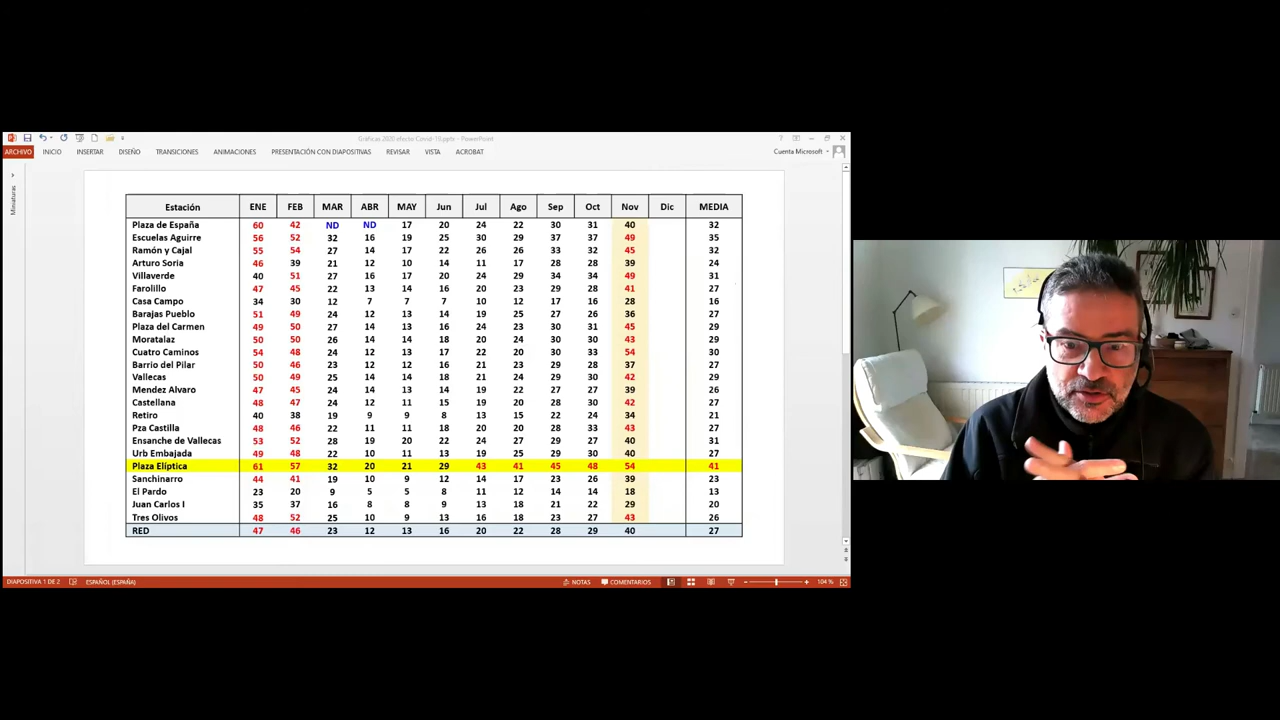 Gráficas 2020 efecto Covid-19.pptx - PowerPoint
ARCHIVO INICIO INSERTAR DISEÑO TRANSICIONES ANIMACIONES PRESENTACIÓN CON DIAPOSITIVAS REVISAR VISTA ACROBAT Cuenta Microsoft
Miniaturas
Estación ENE FEB MAR ABR MAY Jun Jul Ago Sep Oct Nov Dic MEDIA
Plaza de España 60 42 ND ND 17 20 24 22 30 31 40 32
Escuelas Aguirre 56 52 32 16 19 25 30 29 37 37 49 35
Ramón y Cajal 55 54 27 14 17 22 26 26 33 32 45 32
Arturo Soria 46 39 21 12 10 14 11 17 28 28 39 24
Villaverde 40 51 27 16 17 20 24 29 34 34 49 31
Farolillo 47 45 22 13 14 16 20 23 29 28 41 27
Casa Campo 34 30 12 7 7 7 10 12 17 16 28 16
Barajas Pueblo 51 49 24 12 13 14 19 25 27 26 36 27
Plaza del Carmen 49 50 27 14 13 16 24 23 30 31 45 29
Moratalaz 50 50 26 14 14 18 20 24 30 30 43 29
Cuatro Caminos 54 48 24 12 13 17 22 20 30 33 54 30
Barrio del Pilar 50 46 23 12 12 16 21 23 29 28 37 27
Vallecas 50 49 25 14 14 18 21 24 29 30 42 29
Mendez Alvaro 47 45 24 14 13 14 19 22 27 27 39 26
Castellana 48 47 24 12 11 15 19 20 28 30 42 27
Retiro 40 38 19 9 9 8 13 15 22 24 34 21
Pza Castilla 48 46 22 11 11 18 20 20 28 33 43 27
Ensanche de Vallecas 53 52 28 19 20 22 24 27 29 27 40 31
Urb Embajada 49 48 22 10 11 13 19 25 29 30 40 27
Plaza Elíptica 61 57 32 20 21 29 43 41 45 48 54 41
Sanchinarro 44 41 19 10 9 12 14 17 23 26 39 23
El Pardo 23 20 9 5 5 8 11 12 14 14 18 13
Juan Carlos I 35 37 16 8 8 9 13 18 21 22 29 20
Tres Olivos 48 52 25 10 9 13 16 18 23 27 43 26
RED 47 46 23 12 13 16 20 22 28 29 40 27
DIAPOSITIVA 1 DE 2 ESPAÑOL (ESPAÑA) NOTAS COMENTARIOS 104 %